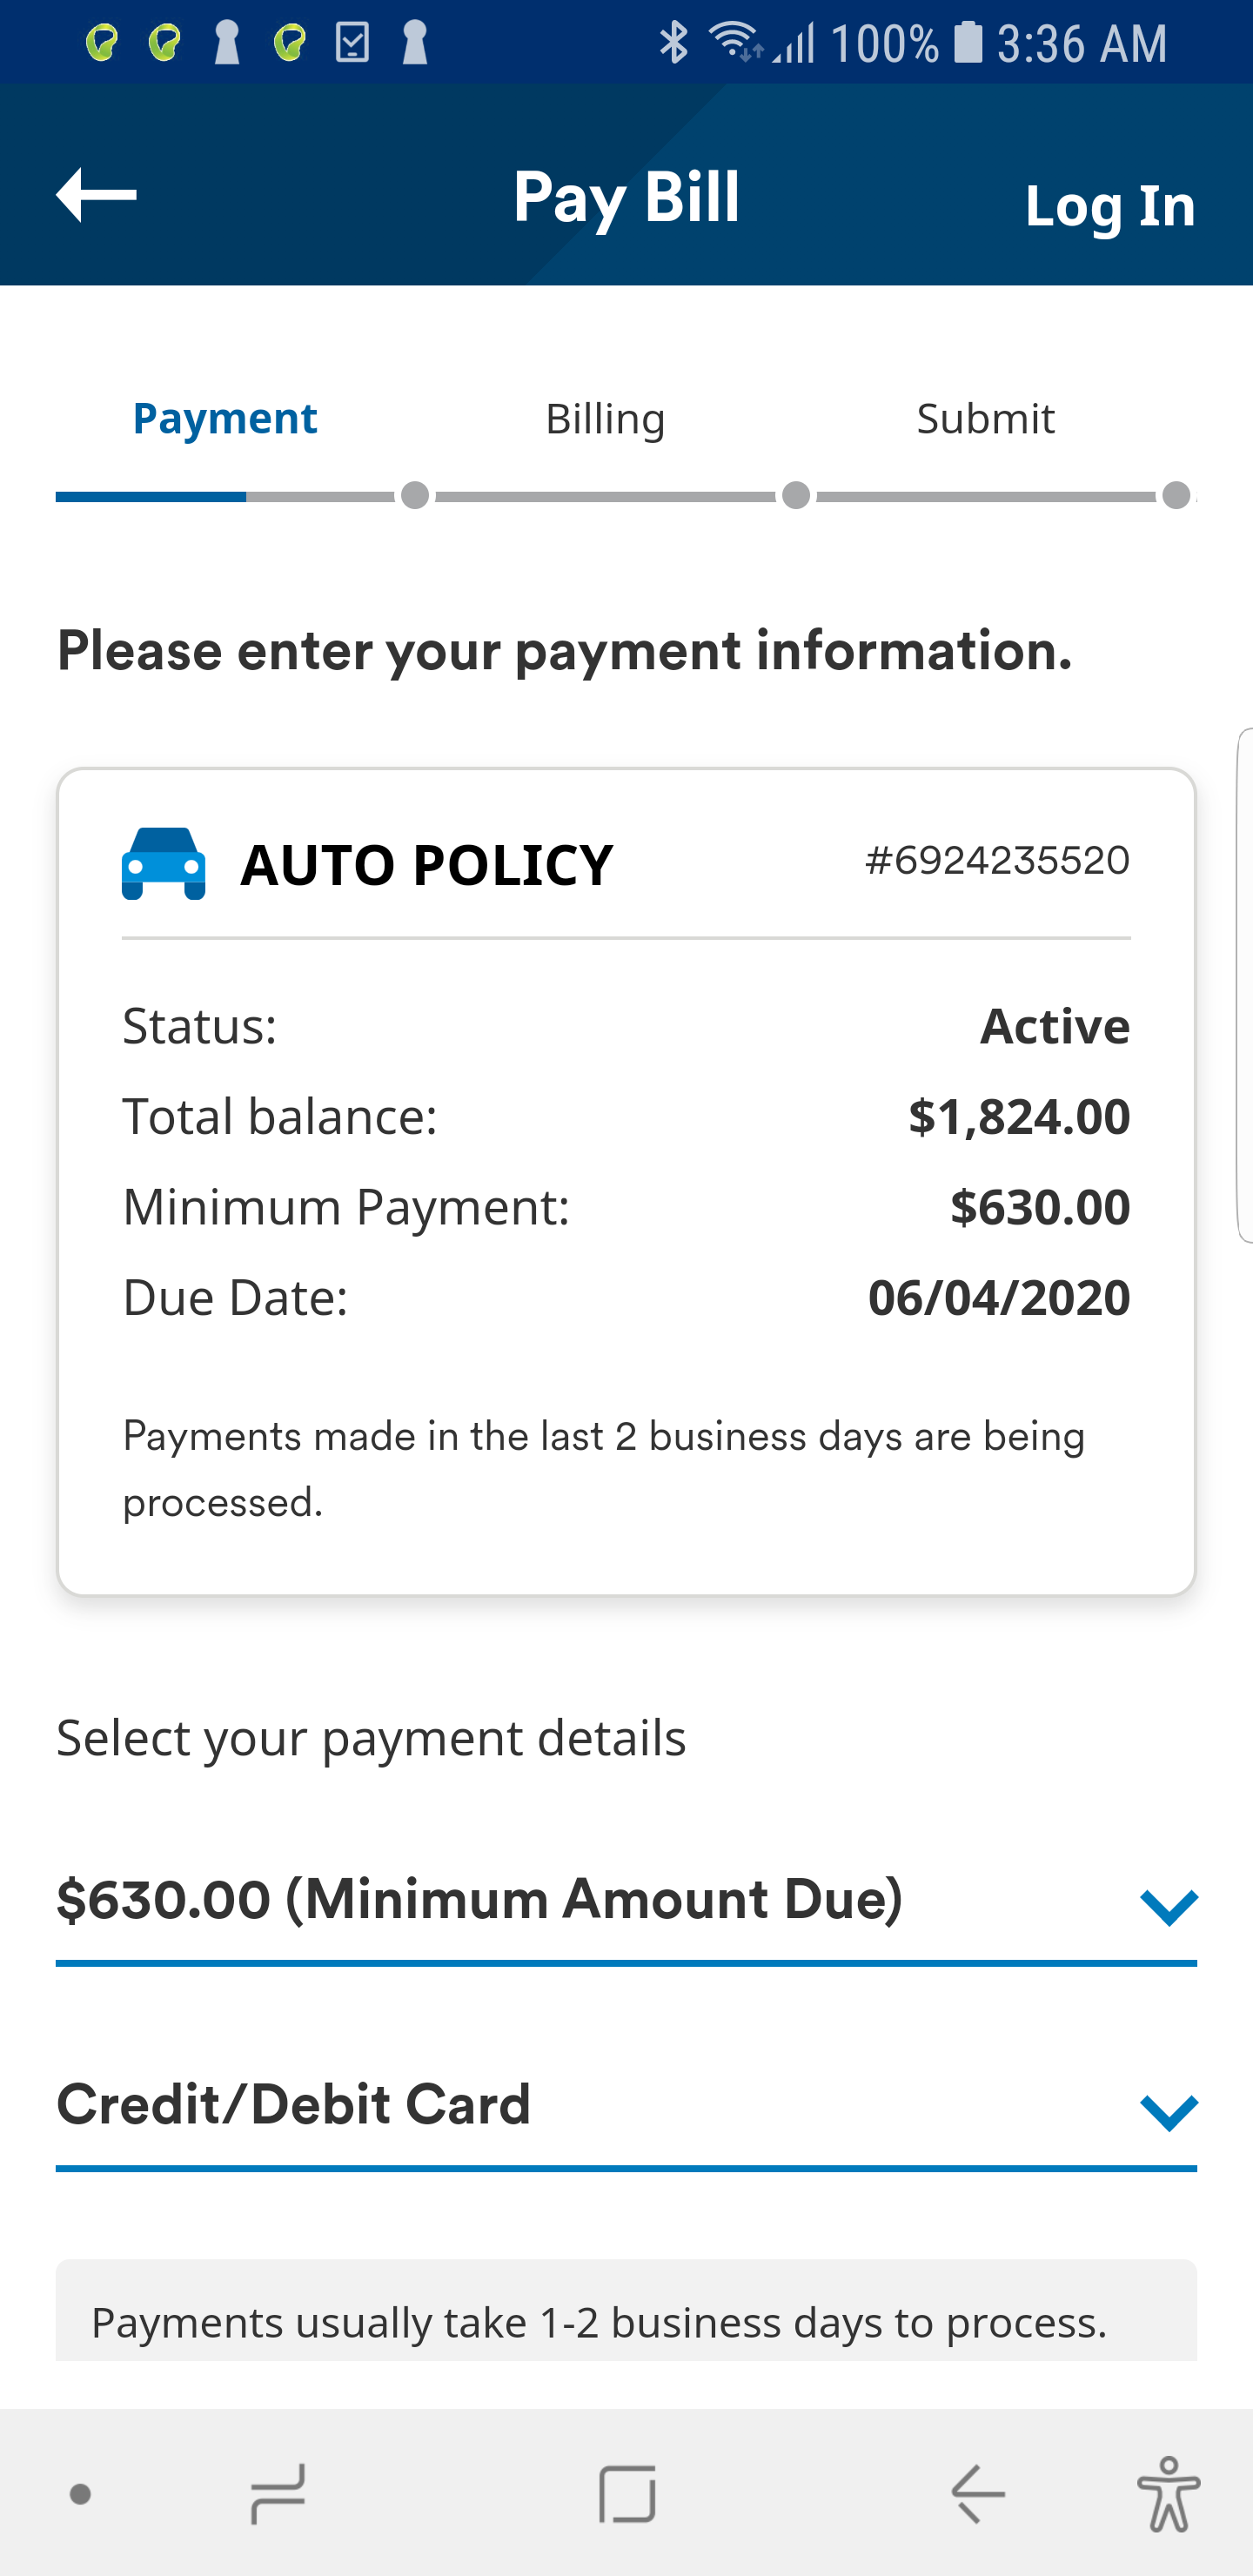 100% 3:36 AM
Pay Bill
Log In
Payment Billing Submit
Please enter your payment information.
AUTO POLICY #6924235520
Status: Active
Total balance: $1,824.00
Minimum Payment: $630.00
Due Date: 06/04/2020
Payments made in the last 2 business days are being
processed.
Select your payment details
$630.00 (Minimum Amount Due)
Credit/Debit Card
Payments usually take 1-2 business days to process.